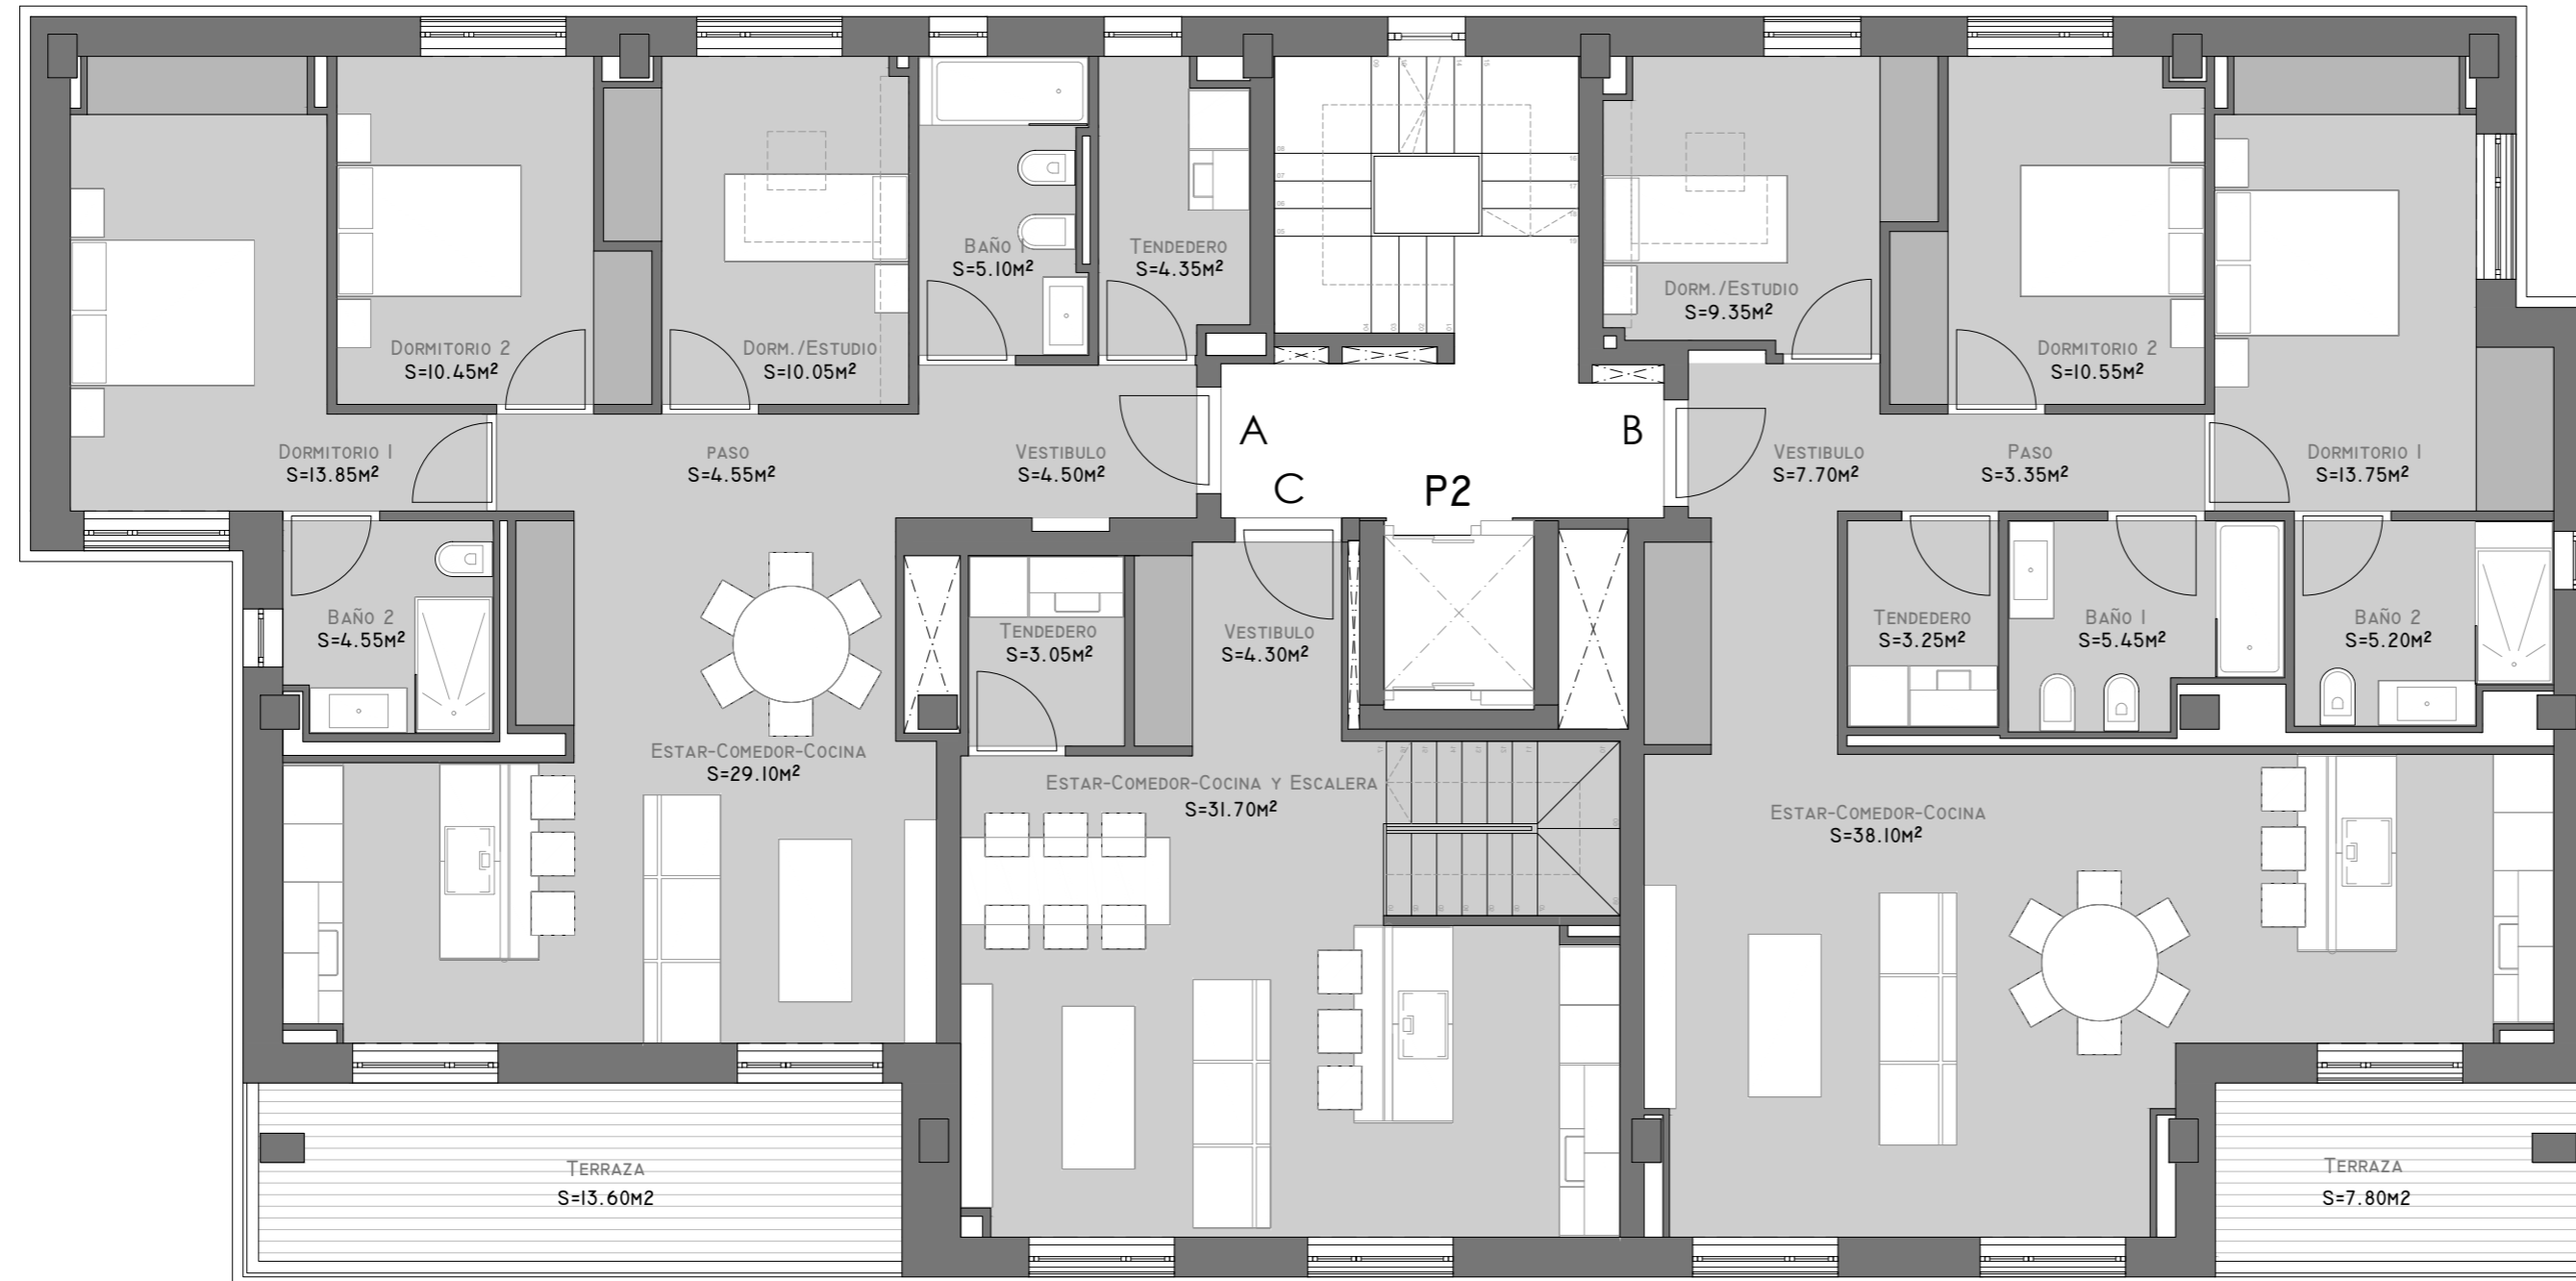 Baño 1
S=5.10m²
Tendedero
S=4.35m²
Dorm./Estudio
S=9.35m²
Dormitorio 2
S=10.45m²
Dorm./Estudio
S=10.05m²
Dormitorio 2
S=10.55m²
A
B
Dormitorio 1
S=13.85m²
paso
S=4.55m²
Vestibulo
S=4.50m²
C
P2
Vestibulo
S=7.70m²
Paso
S=3.35m²
Dormitorio 1
S=13.75m²
Baño 2
S=4.55m²
Tendedero
S=3.05m²
Vestibulo
S=4.30m²
Tendedero
S=3.25m²
Baño 1
S=5.45m²
Baño 2
S=5.20m²
Estar-Comedor-Cocina
S=29.10m²
Estar-Comedor-Cocina y Escalera
S=31.70m²
Estar-Comedor-Cocina
S=38.10m²
Terraza
S=13.60m2
Terraza
S=7.80m2